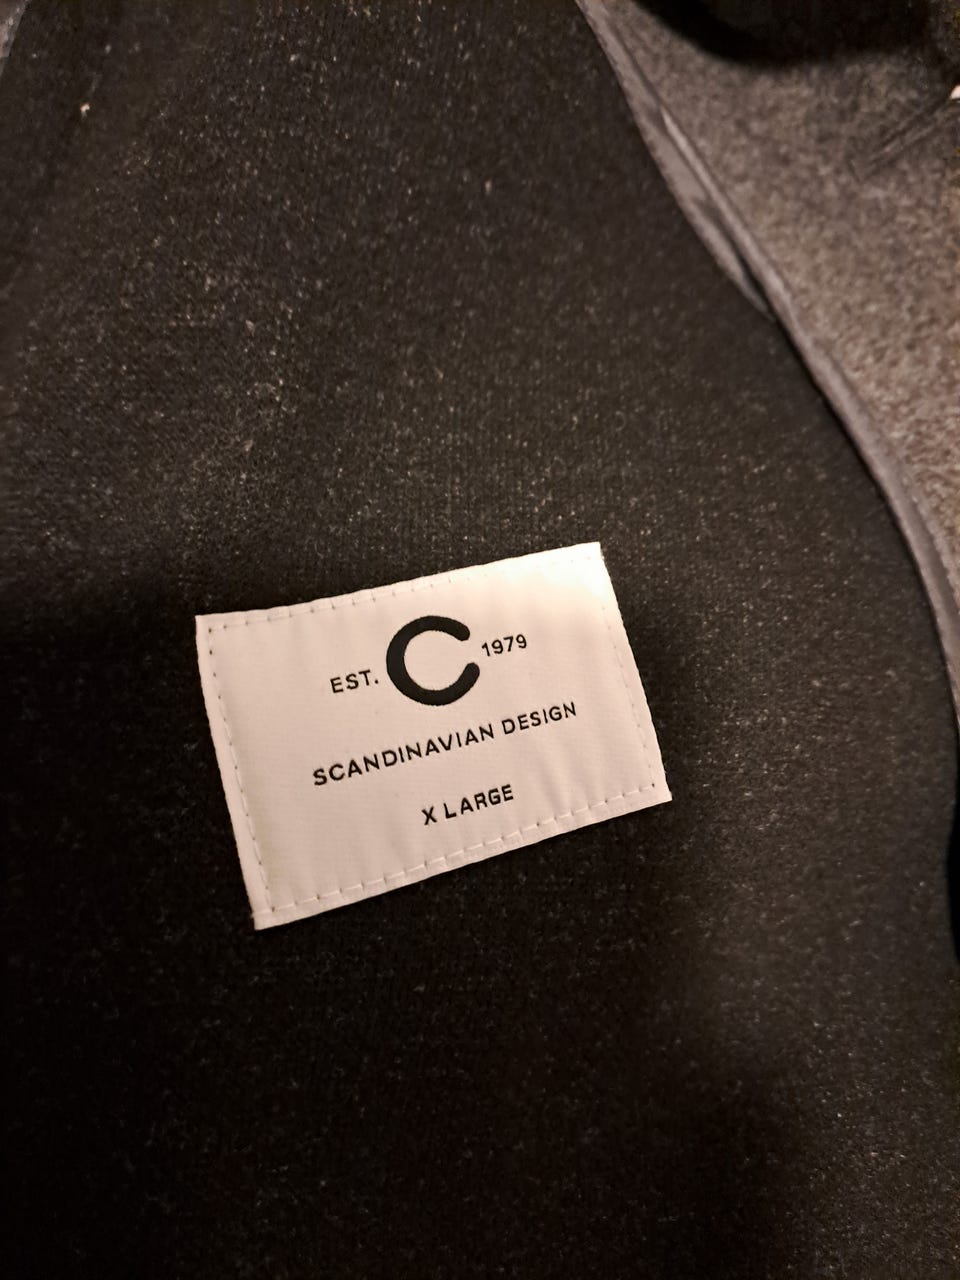 EST. C 1979
SCANDINAVIAN DESIGN
X LARGE